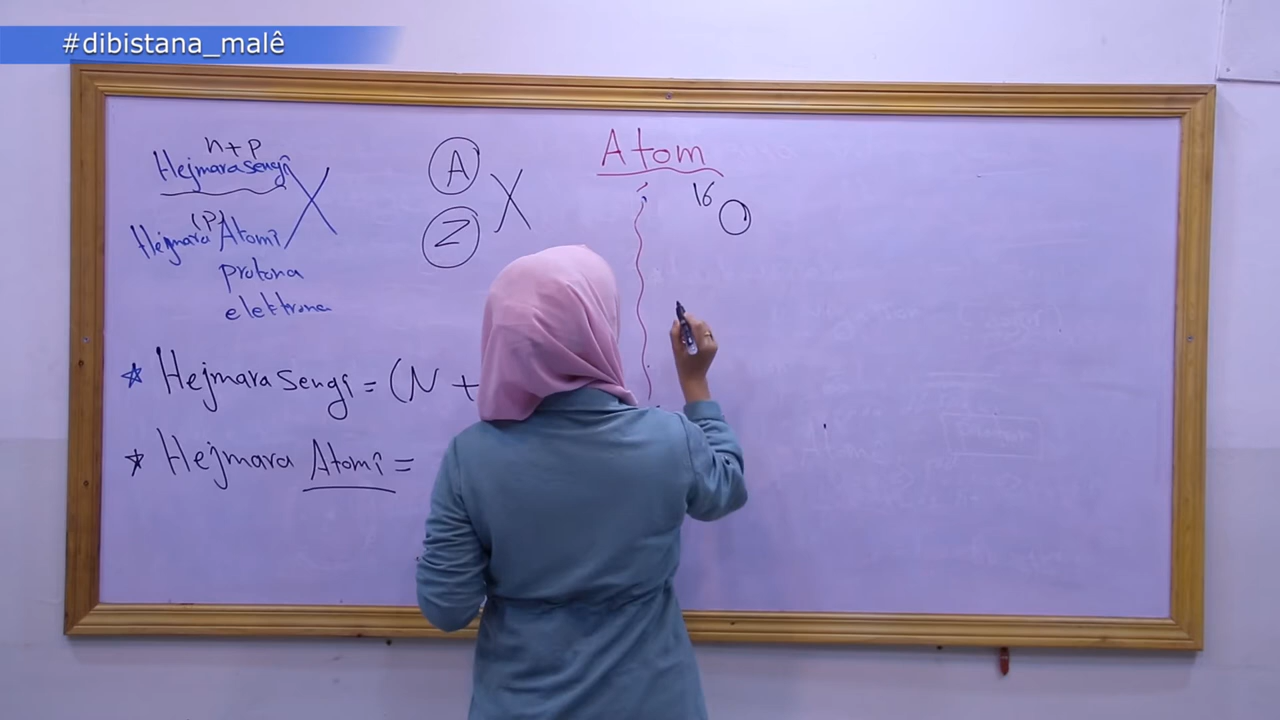 #dibistana_malê
Atom
n+p
Hejmara sengî X
A X
16 O
(P)
Hejmara Atomî
Z
protona
elektrona
* Hejmara sengî = (N +
* Hejmara Atomî =